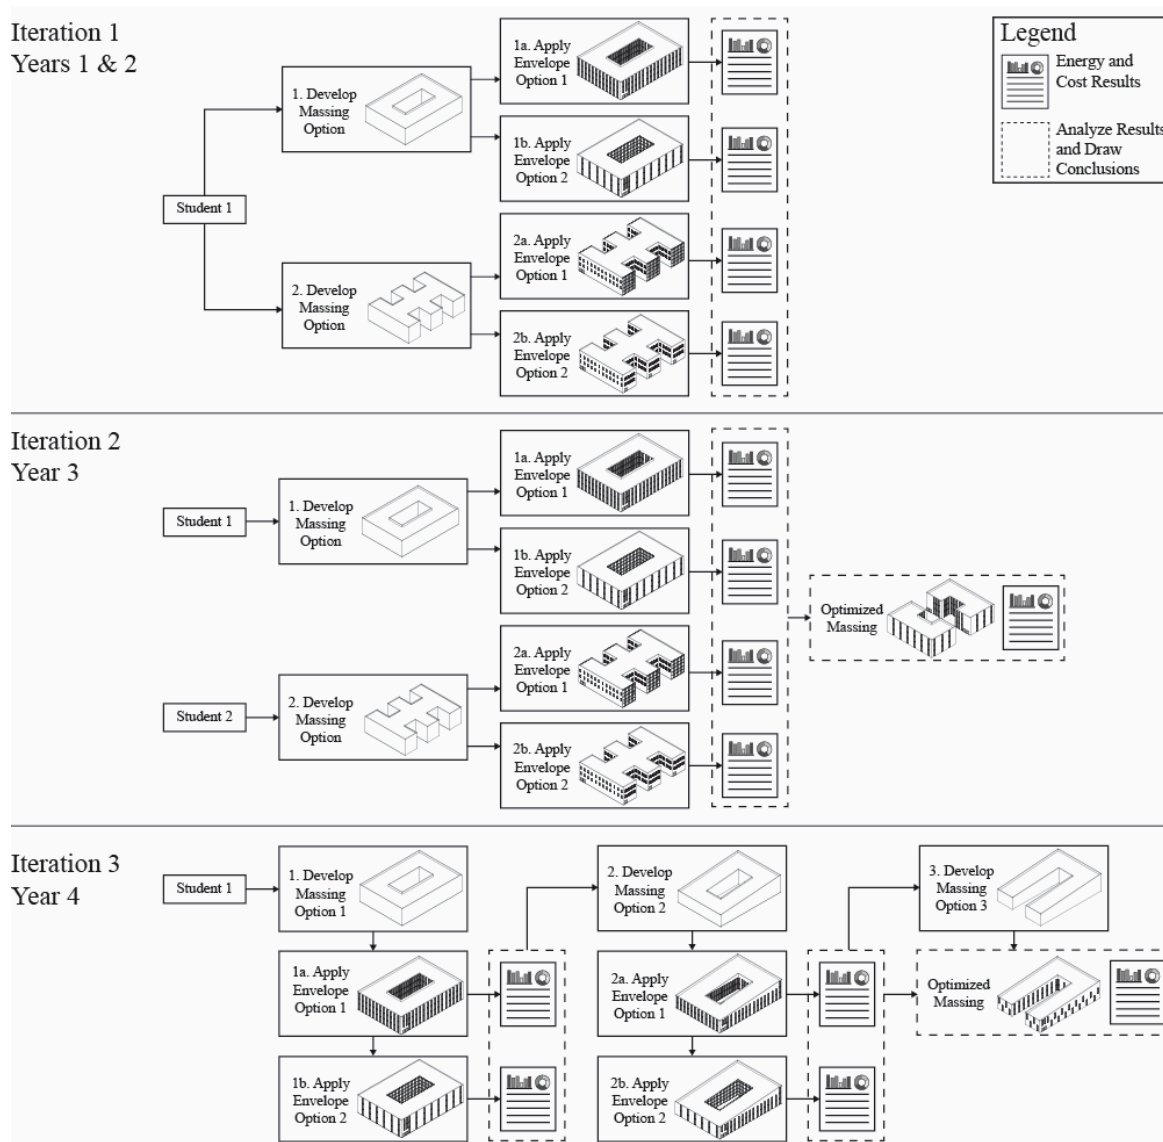 Iteration 1
Years 1 & 2
Student 1
1. Develop
Massing
Option
2. Develop
Massing
Option
1a. Apply
Envelope
Option 1
1b. Apply
Envelope
Option 2
2a. Apply
Envelope
Option 1
2b. Apply
Envelope
Option 2
Legend
Energy and
Cost Results
Analyze Results
and Draw
Conclusions
Iteration 2
Year 3
Student 1
1. Develop
Massing
Option
Student 2
2. Develop
Massing
Option
1a. Apply
Envelope
Option 1
1b. Apply
Envelope
Option 2
2a. Apply
Envelope
Option 1
2b. Apply
Envelope
Option 2
Optimized
Massing
Iteration 3
Year 4
Student 1
1. Develop
Massing
Option 1
1a. Apply
Envelope
Option 1
1b. Apply
Envelope
Option 2
2. Develop
Massing
Option 2
2a. Apply
Envelope
Option 1
2b. Apply
Envelope
Option 2
3. Develop
Massing
Option 3
Optimized
Massing